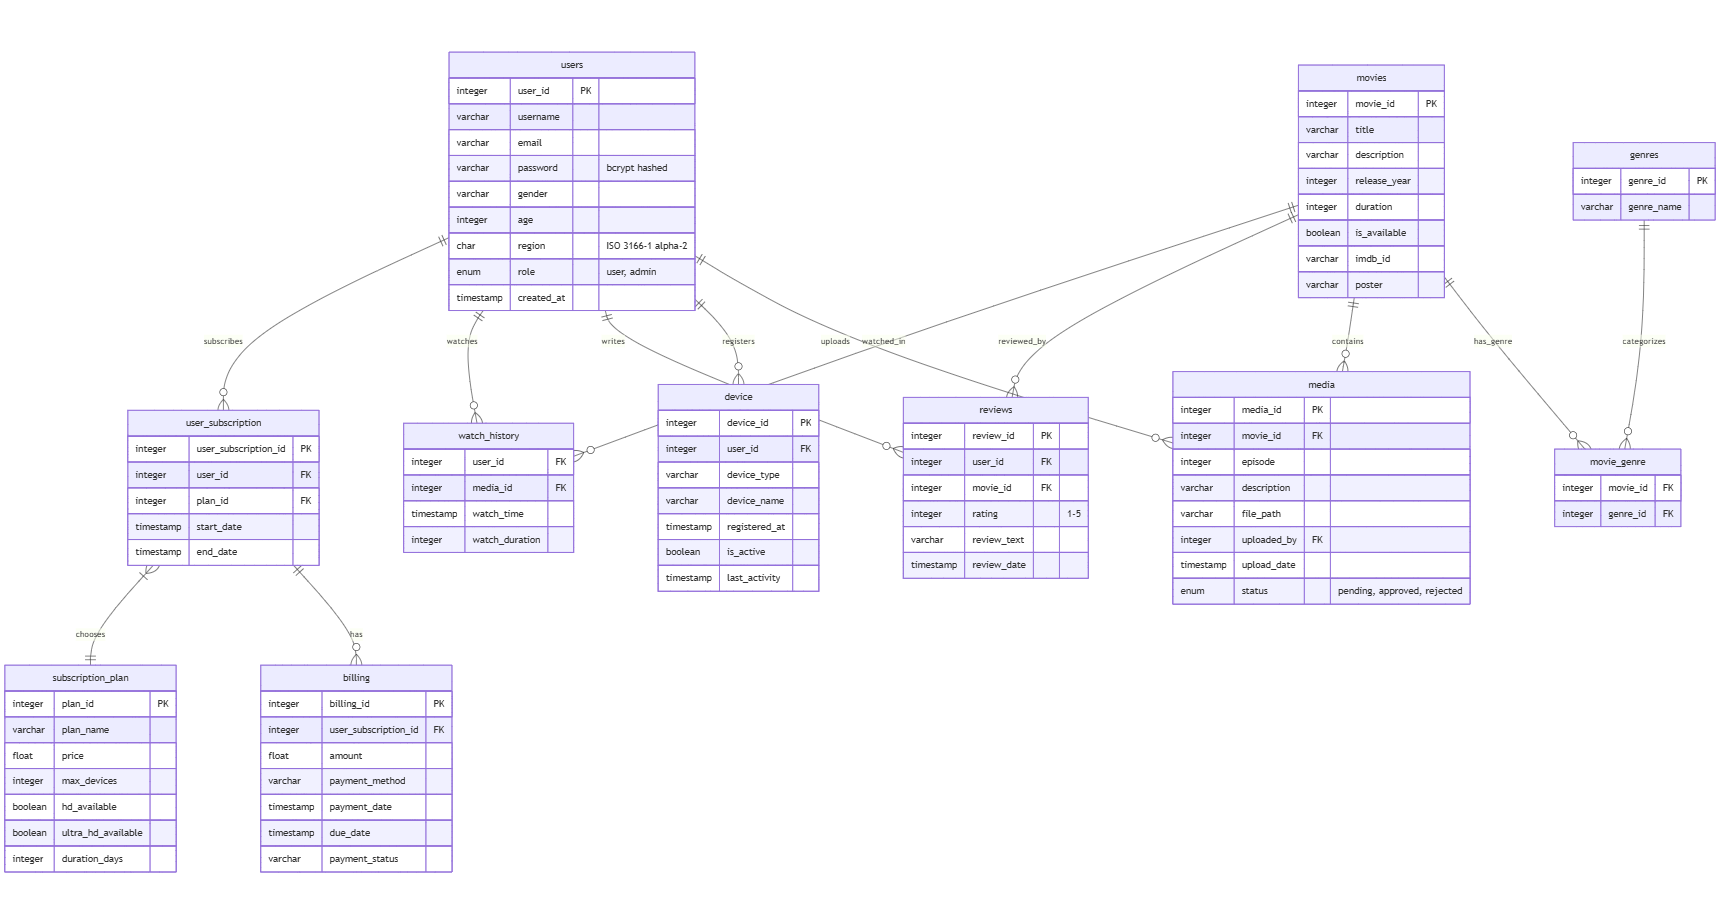 users
integer user_id PK
varchar username
varchar email
varchar password bcrypt hashed
varchar gender
integer age
char region ISO 3166-1 alpha-2
enum role user, admin
timestamp created_at
movies
integer movie_id PK
varchar title
varchar description
integer release_year
integer duration
boolean is_available
varchar imdb_id
varchar poster
genres
integer genre_id PK
varchar genre_name
subscribes
watches
writes
registers
uploads
watched_in
reviewed_by
contains
has_genre
categorizes
user_subscription
integer user_subscription_id PK
integer user_id FK
integer plan_id FK
timestamp start_date
timestamp end_date
watch_history
integer user_id FK
integer media_id FK
timestamp watch_time
integer watch_duration
device
integer device_id PK
integer user_id FK
varchar device_type
varchar device_name
timestamp registered_at
boolean is_active
timestamp last_activity
reviews
integer review_id PK
integer user_id FK
integer movie_id FK
integer rating 1-5
varchar review_text
timestamp review_date
media
integer media_id PK
integer movie_id FK
integer episode
varchar description
varchar file_path
integer uploaded_by FK
timestamp upload_date
enum status pending, approved, rejected
movie_genre
integer movie_id FK
integer genre_id FK
chooses
has
subscription_plan
integer plan_id PK
varchar plan_name
float price
integer max_devices
boolean hd_available
boolean ultra_hd_available
integer duration_days
billing
integer billing_id PK
integer user_subscription_id FK
float amount
varchar payment_method
timestamp payment_date
timestamp due_date
varchar payment_status